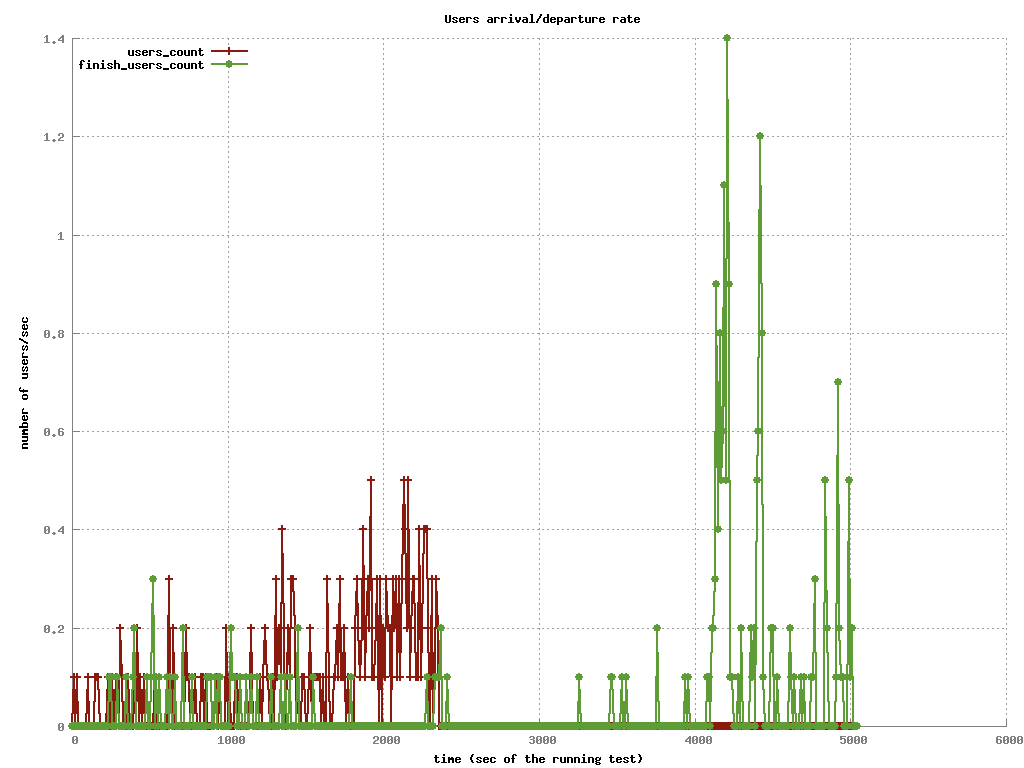 Users arrival/departure rate
users_count
finish_users_count
1.4
1.2
1
0.8
0.6
0.4
0.2
0
number of users/sec
0 1000 2000 3000 4000 5000 6000
time (sec of the running test)